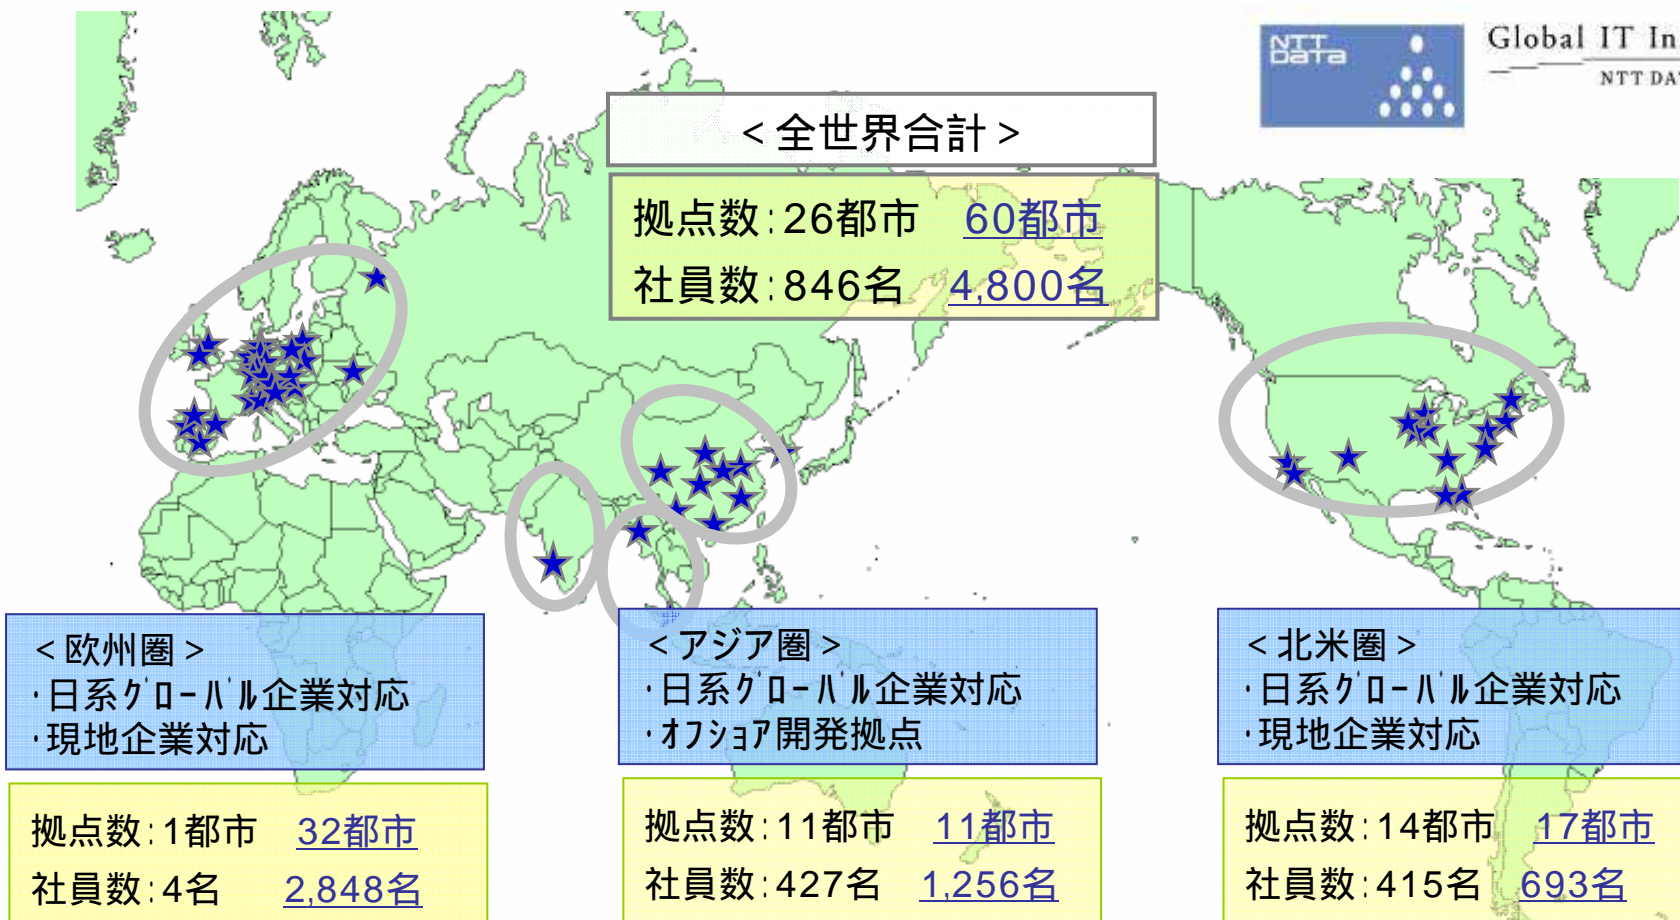 NTT
DATA
Global IT In
NTT DAT
<全世界合計>
拠点数:26都市 60都市
社員数:846名 4,800名
<欧州圏>
・日系グローバル企業対応
・現地企業対応
拠点数:1都市 32都市
社員数:4名 2,848名
<アジア圏>
・日系グローバル企業対応
・オフショア開発拠点
拠点数:11都市 11都市
社員数:427名 1,256名
<北米圏>
・日系グローバル企業対応
・現地企業対応
拠点数:14都市 17都市
社員数:415名 693名